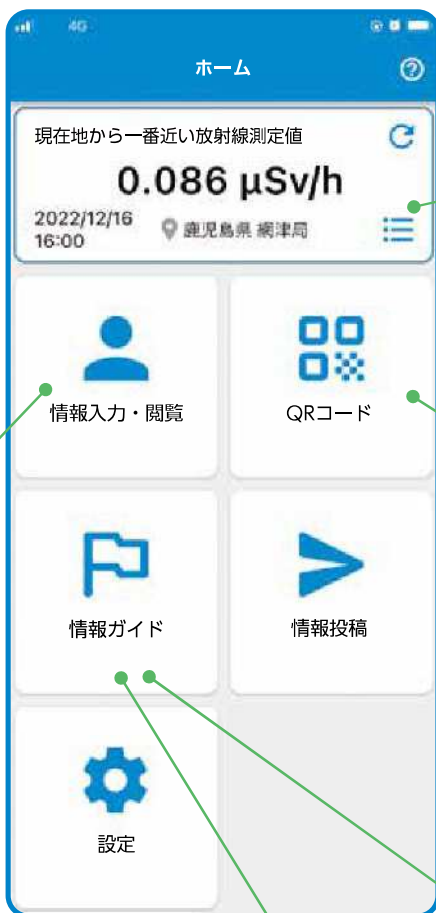 4G
ホーム
現在地から一番近い放射線測定値
0.086 μSv/h
2022/12/16
16:00
鹿児島県 網津局
情報入力・閲覧
QRコード
情報ガイド
情報投稿
設定